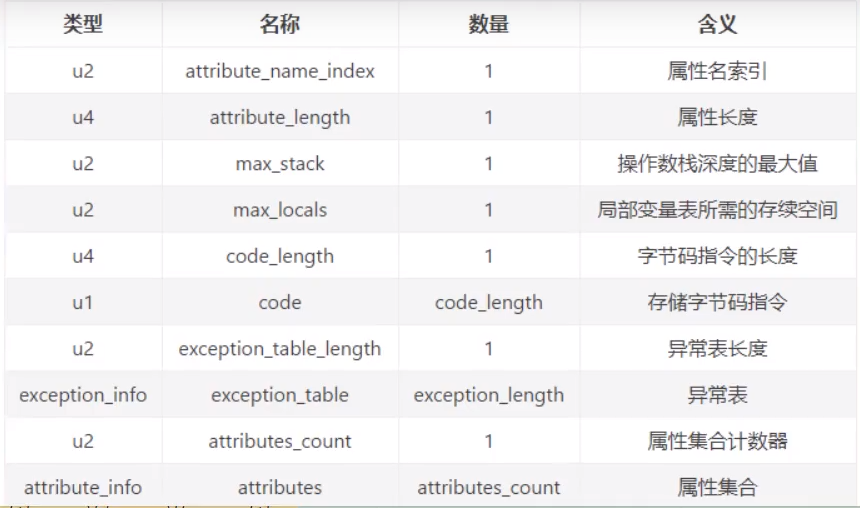 类型 名称 数量 含义
u2 attribute_name_index 1 属性名索引
u4 attribute_length 1 属性长度
u2 max_stack 1 操作数栈深度的最大值
u2 max_locals 1 局部变量表所需的存续空间
u4 code_length 1 字节码指令的长度
u1 code code_length 存储字节码指令
u2 exception_table_length 1 异常表长度
exception_info exception_table exception_length 异常表
u2 attributes_count 1 属性集合计数器
attribute_info attributes attributes_count 属性集合